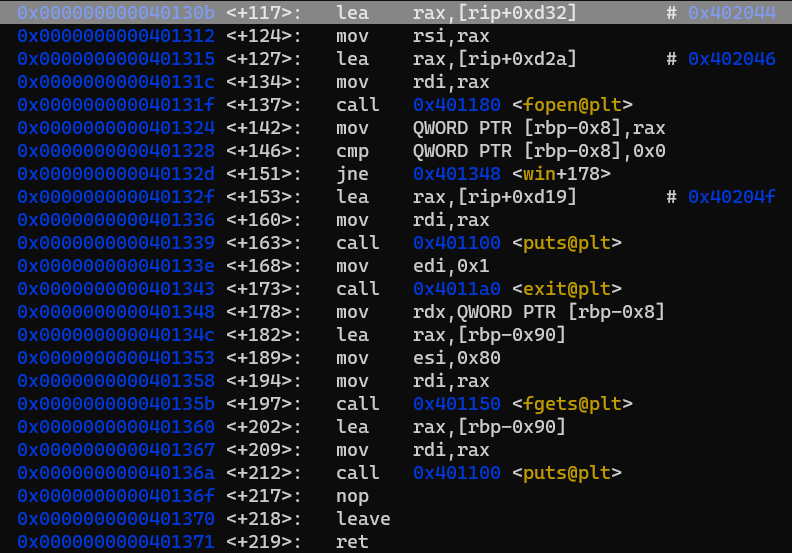 0x000000000040130b <+117>:   lea    rax,[rip+0xd32]        # 0x402044
0x0000000000401312 <+124>:   mov    rsi,rax
0x0000000000401315 <+127>:   lea    rax,[rip+0xd2a]        # 0x402046
0x000000000040131c <+134>:   mov    rdi,rax
0x000000000040131f <+137>:   call   0x401180 <fopen@plt>
0x0000000000401324 <+142>:   mov    QWORD PTR [rbp-0x8],rax
0x0000000000401328 <+146>:   cmp    QWORD PTR [rbp-0x8],0x0
0x000000000040132d <+151>:   jne    0x401348 <win+178>
0x000000000040132f <+153>:   lea    rax,[rip+0xd19]        # 0x40204f
0x0000000000401336 <+160>:   mov    rdi,rax
0x0000000000401339 <+163>:   call   0x401100 <puts@plt>
0x000000000040133e <+168>:   mov    edi,0x1
0x0000000000401343 <+173>:   call   0x4011a0 <exit@plt>
0x0000000000401348 <+178>:   mov    rdx,QWORD PTR [rbp-0x8]
0x000000000040134c <+182>:   lea    rax,[rbp-0x90]
0x0000000000401353 <+189>:   mov    esi,0x80
0x0000000000401358 <+194>:   mov    rdi,rax
0x000000000040135b <+197>:   call   0x401150 <fgets@plt>
0x0000000000401360 <+202>:   lea    rax,[rbp-0x90]
0x0000000000401367 <+209>:   mov    rdi,rax
0x000000000040136a <+212>:   call   0x401100 <puts@plt>
0x000000000040136f <+217>:   nop
0x0000000000401370 <+218>:   leave
0x0000000000401371 <+219>:   ret